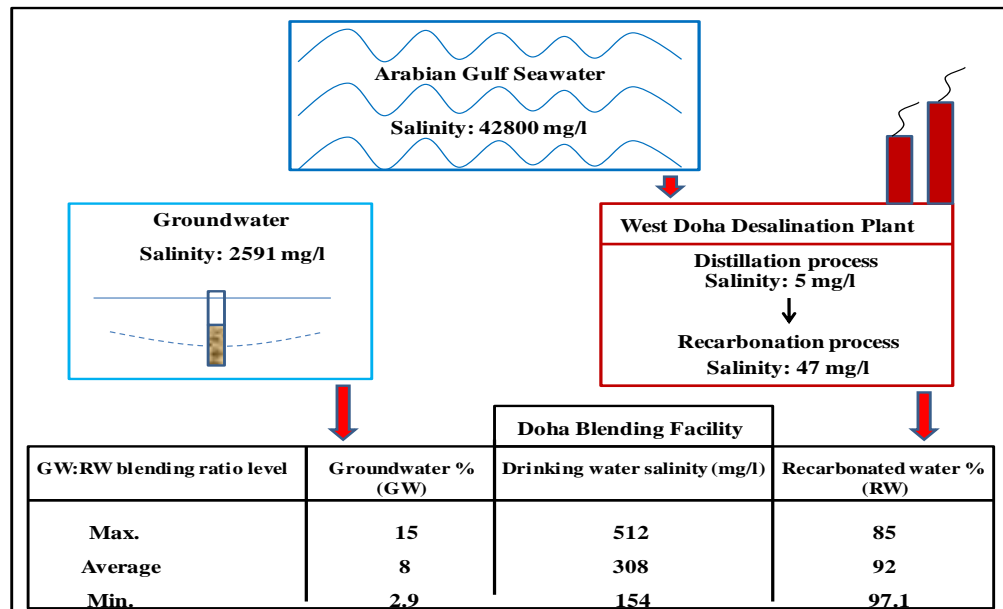 Arabian Gulf Seawater
Salinity: 42800 mg/l
Groundwater
Salinity: 2591 mg/l
West Doha Desalination Plant
Distillation process
Salinity: 5 mg/l
Recarbonation process
Salinity: 47 mg/l
Doha Blending Facility
GW:RW blending ratio level
Groundwater %
(GW)
Drinking water salinity (mg/l)
Recarbonated water %
(RW)
Max. 15 512 85
Average 8 308 92
Min. 2.9 154 97.1